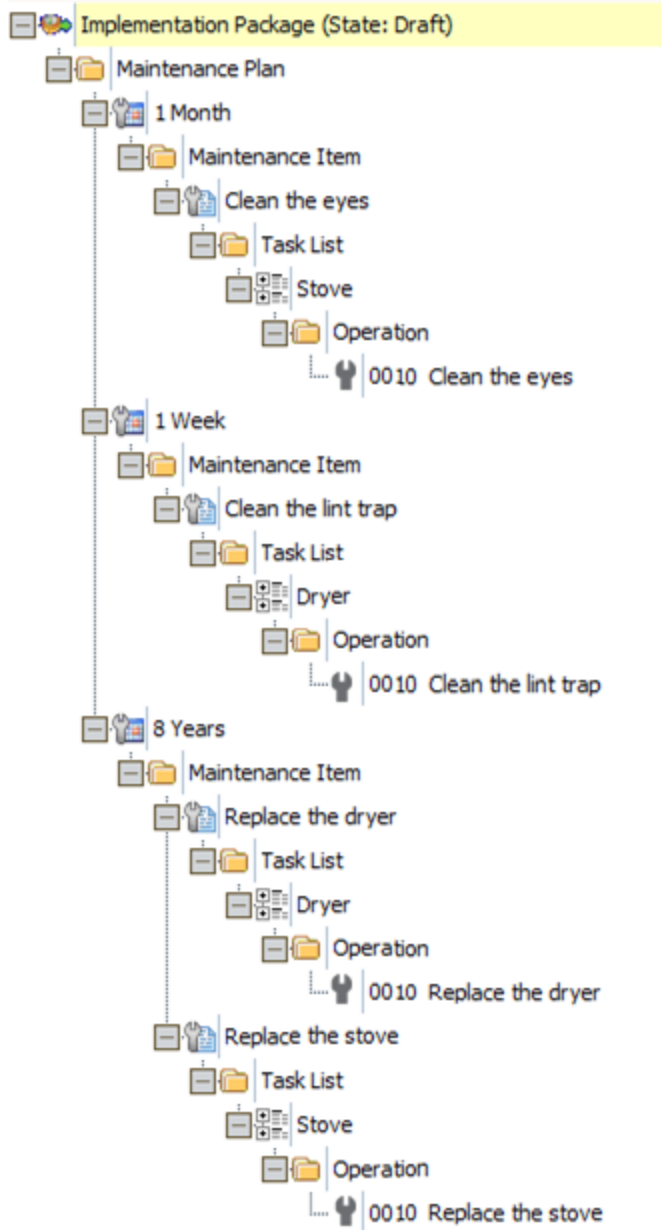 Implementation Package (State: Draft)
Maintenance Plan
1 Month
Maintenance Item
Clean the eyes
Task List
Stove
Operation
0010 Clean the eyes
1 Week
Maintenance Item
Clean the lint trap
Task List
Dryer
Operation
0010 Clean the lint trap
8 Years
Maintenance Item
Replace the dryer
Task List
Dryer
Operation
0010 Replace the dryer
Replace the stove
Task List
Stove
Operation
0010 Replace the stove